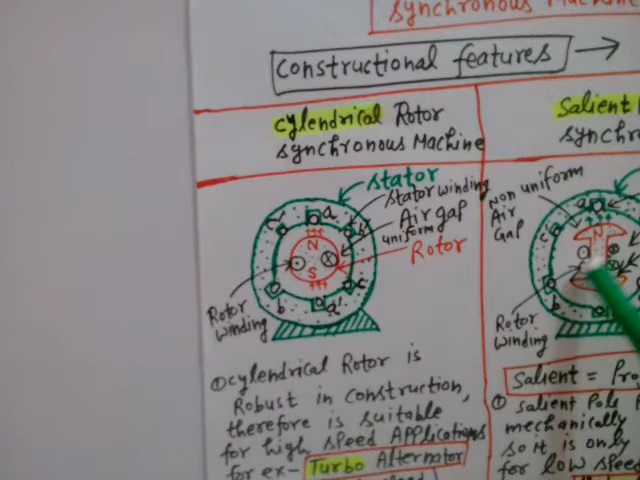 synchronous Machin
Constructional features →
cylendrical Rotor
synchronous Machine
Salient
synchro
stator
stator winding
Air gap
uniform
Rotor
a
b'
c
a'
b
c'
N
S
Rotor
winding
Non uniform
Air
Gap
a
c'
b
N
Rotor
winding
① cylendrical Rotor is
Robust in construction,
therefore is suitable
for high speed Applications
for ex- Turbo Alternator
Salient = Pro
① salient Pole
mechanically
so it is only
for low speed